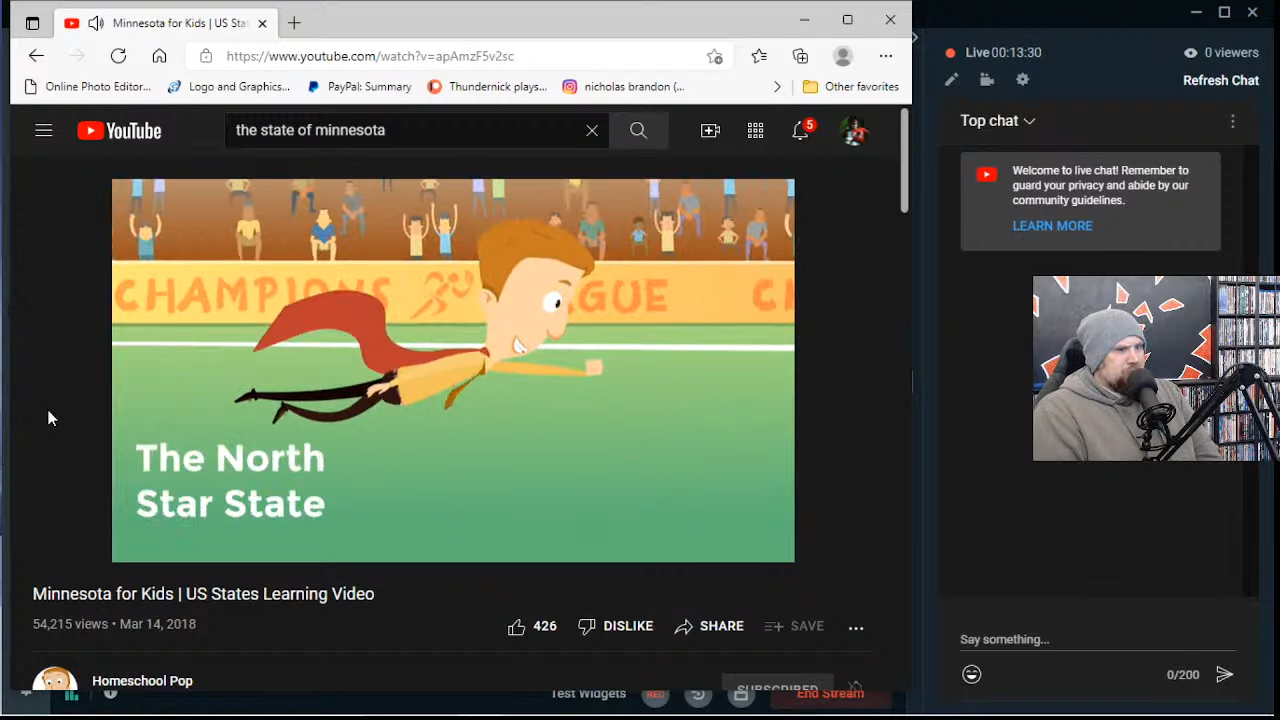 Minnesota for Kids | US Sta
https://www.youtube.com/watch?v=apAmzF5v2sc
Online Photo Editor...
Logo and Graphics...
PayPal: Summary
Thundernick plays...
nicholas brandon (...
Other favorites
YouTube
the state of minnesota
5
CHAMPIONS
GUE
C
The North
Star State
Minnesota for Kids | US States Learning Video
54,215 views • Mar 14, 2018
426
DISLIKE
SHARE
SAVE
Homeschool Pop
SUBSCRIBED
Test Widgets
REC
End Stream
Live 00:13:30
0 viewers
Refresh Chat
Top chat
Welcome to live chat! Remember to
guard your privacy and abide by our
community guidelines.
LEARN MORE
Say something...
0/200